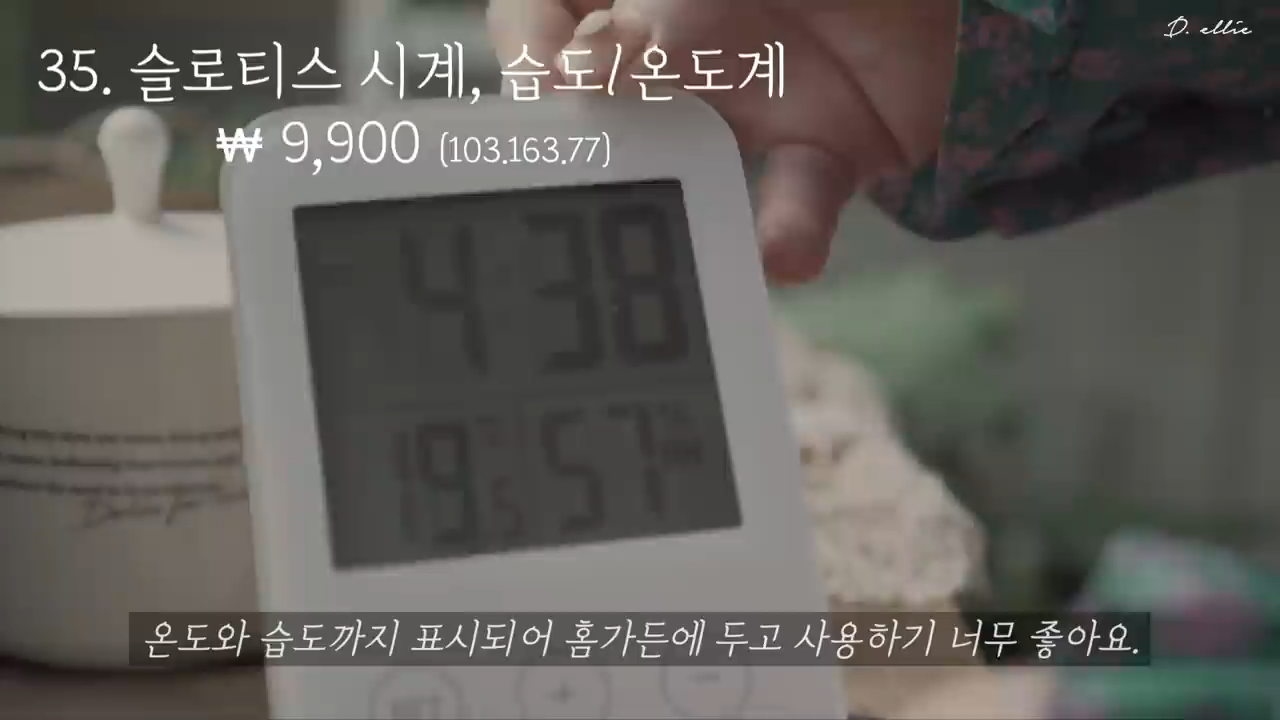 D. ellie
35. 슬로티스 시계, 습도/온도계
₩ 9,900 (103.163.77)
4 38
19.5 57
온도와 습도까지 표시되어 홈가든에 두고 사용하기 너무 좋아요.
+
-